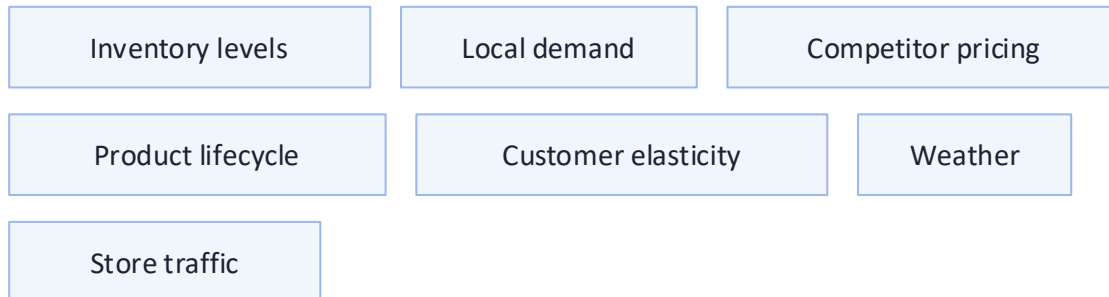 Inventory levels
Local demand
Competitor pricing
Product lifecycle
Customer elasticity
Weather
Store traffic